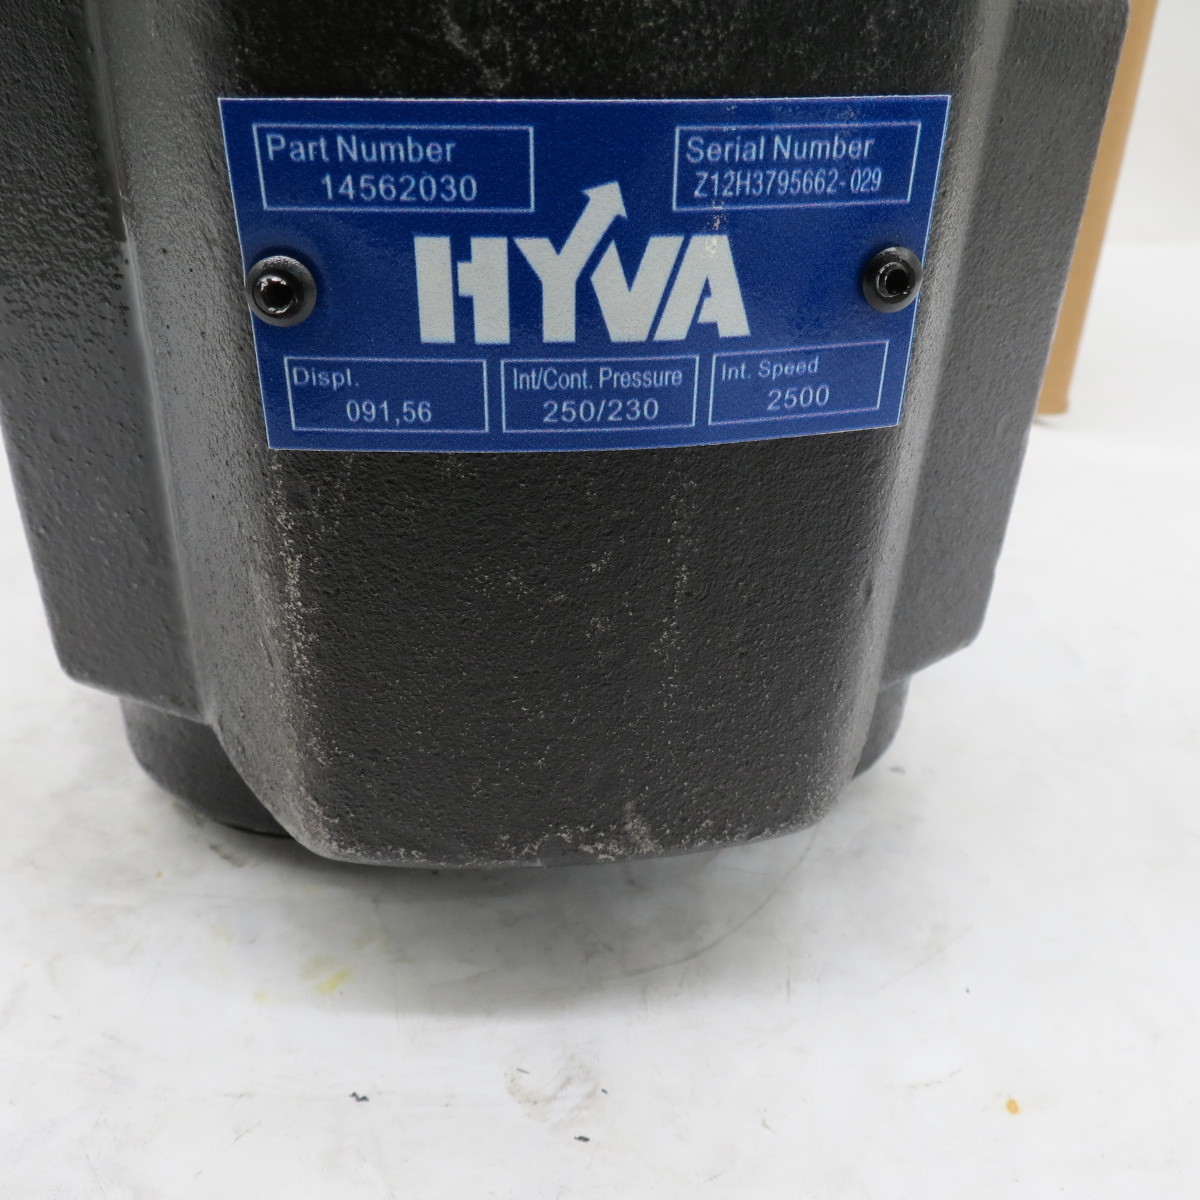 Part Number
14562030
Serial Number
Z12H3795662-029
HYVA
Displ.
091,56
Int/Cont. Pressure
250/230
Int. Speed
2500